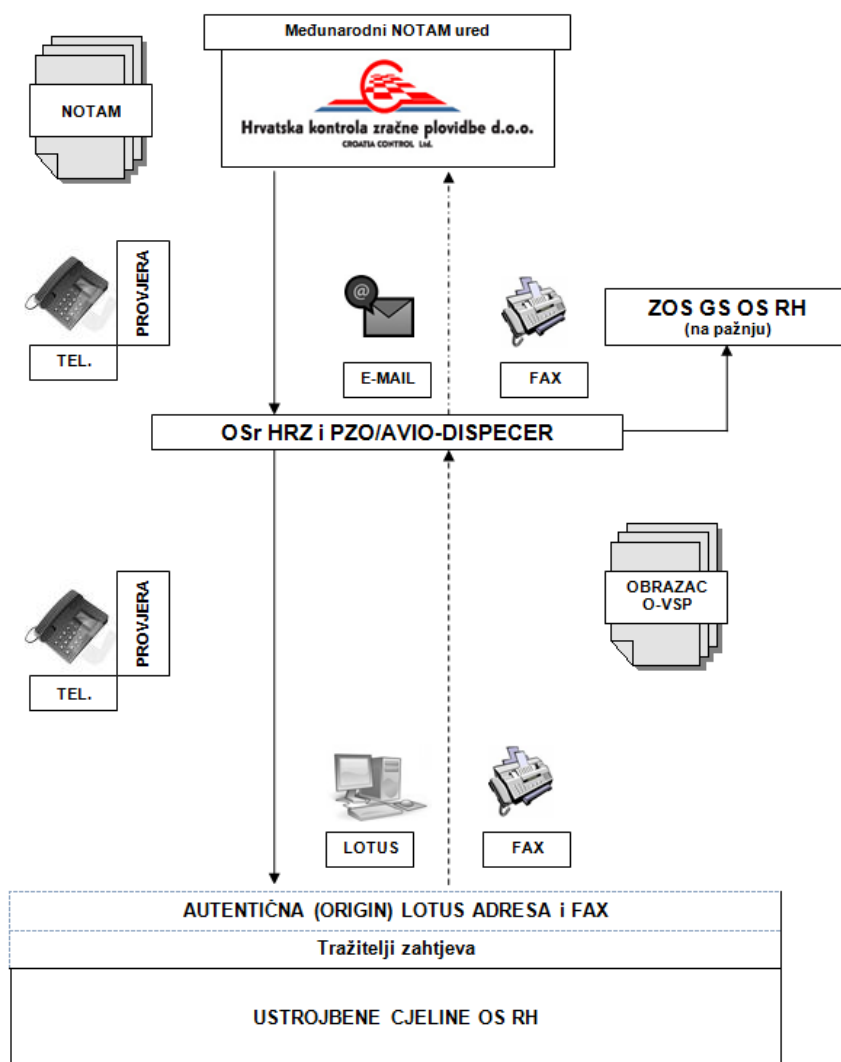 Međunarodni NOTAM ured
Hrvatska kontrola zračne plovidbe d.o.o.
CROATIA CONTROL Ltd.
NOTAM
PROVJERA
TEL.
@
E-MAIL
FAX
ZOS GS OS RH
(na pažnju)
OSr HRZ i PZO/AVIO-DISPECER
PROVJERA
TEL.
OBRAZAC
O-VSP
LOTUS
FAX
AUTENTIČNA (ORIGIN) LOTUS ADRESA i FAX
Tražitelji zahtjeva
USTROJBENE CJELINE OS RH